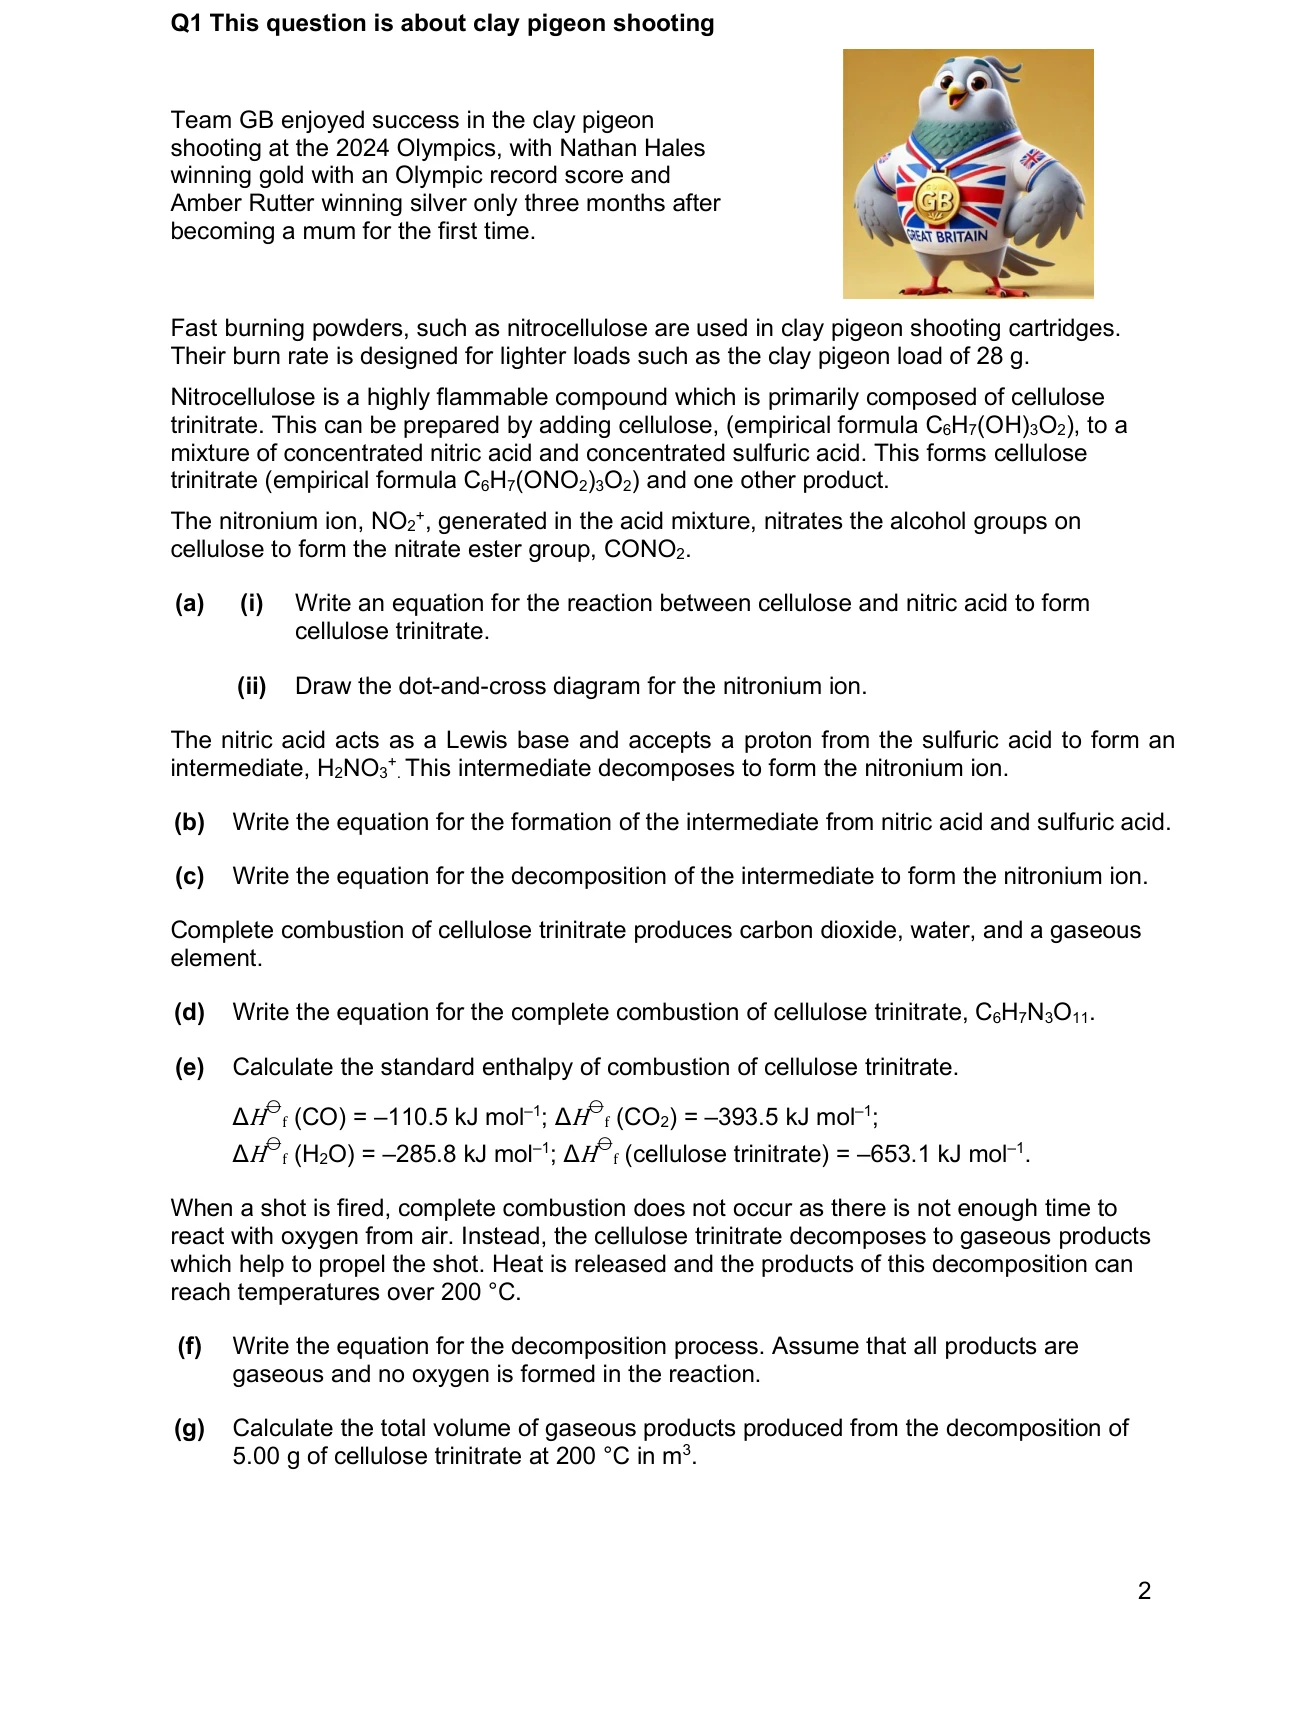 Q1 This question is about clay pigeon shooting
Team GB enjoyed success in the clay pigeon
shooting at the 2024 Olympics, with Nathan Hales
winning gold with an Olympic record score and
Amber Rutter winning silver only three months after
becoming a mum for the first time.
GB
GREAT BRITAIN
Fast burning powders, such as nitrocellulose are used in clay pigeon shooting cartridges.
Their burn rate is designed for lighter loads such as the clay pigeon load of 28 g.
Nitrocellulose is a highly flammable compound which is primarily composed of cellulose
trinitrate. This can be prepared by adding cellulose, (empirical formula C₆H₇(OH)₃O₂), to a
mixture of concentrated nitric acid and concentrated sulfuric acid. This forms cellulose
trinitrate (empirical formula C₆H₇(ONO₂)₃O₂) and one other product.
The nitronium ion, NO₂⁺, generated in the acid mixture, nitrates the alcohol groups on
cellulose to form the nitrate ester group, CONO₂.
(a) (i) Write an equation for the reaction between cellulose and nitric acid to form
cellulose trinitrate.
(ii) Draw the dot-and-cross diagram for the nitronium ion.
The nitric acid acts as a Lewis base and accepts a proton from the sulfuric acid to form an
intermediate, H₂NO₃⁺. This intermediate decomposes to form the nitronium ion.
(b) Write the equation for the formation of the intermediate from nitric acid and sulfuric acid.
(c) Write the equation for the decomposition of the intermediate to form the nitronium ion.
Complete combustion of cellulose trinitrate produces carbon dioxide, water, and a gaseous
element.
(d) Write the equation for the complete combustion of cellulose trinitrate, C₆H₇N₃O₁₁.
(e) Calculate the standard enthalpy of combustion of cellulose trinitrate.
ΔH⦵f (CO) = –110.5 kJ mol⁻¹; ΔH⦵f (CO₂) = –393.5 kJ mol⁻¹;
ΔH⦵f (H₂O) = –285.8 kJ mol⁻¹; ΔH⦵f (cellulose trinitrate) = –653.1 kJ mol⁻¹.
When a shot is fired, complete combustion does not occur as there is not enough time to
react with oxygen from air. Instead, the cellulose trinitrate decomposes to gaseous products
which help to propel the shot. Heat is released and the products of this decomposition can
reach temperatures over 200 °C.
(f) Write the equation for the decomposition process. Assume that all products are
gaseous and no oxygen is formed in the reaction.
(g) Calculate the total volume of gaseous products produced from the decomposition of
5.00 g of cellulose trinitrate at 200 °C in m³.
2